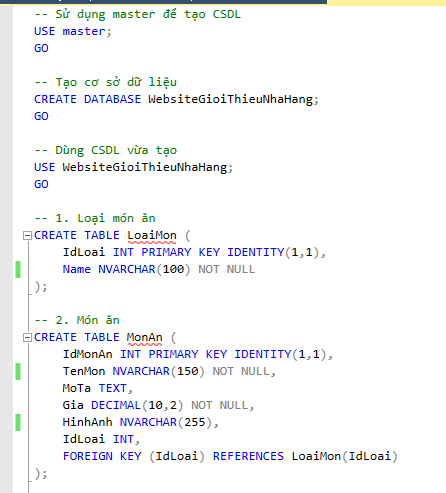 -- Sử dụng master để tạo CSDL
USE master;
GO
-- Tạo cơ sở dữ liệu
CREATE DATABASE WebsiteGioiThieuNhaHang;
GO
-- Dùng CSDL vừa tạo
USE WebsiteGioiThieuNhaHang;
GO
-- 1. Loại món ăn
CREATE TABLE LoaiMon (
IdLoai INT PRIMARY KEY IDENTITY(1,1),
Name NVARCHAR(100) NOT NULL
);
-- 2. Món ăn
CREATE TABLE MonAn (
IdMonAn INT PRIMARY KEY IDENTITY(1,1),
TenMon NVARCHAR(150) NOT NULL,
MoTa TEXT,
Gia DECIMAL(10,2) NOT NULL,
HinhAnh NVARCHAR(255),
IdLoai INT,
FOREIGN KEY (IdLoai) REFERENCES LoaiMon(IdLoai)
);